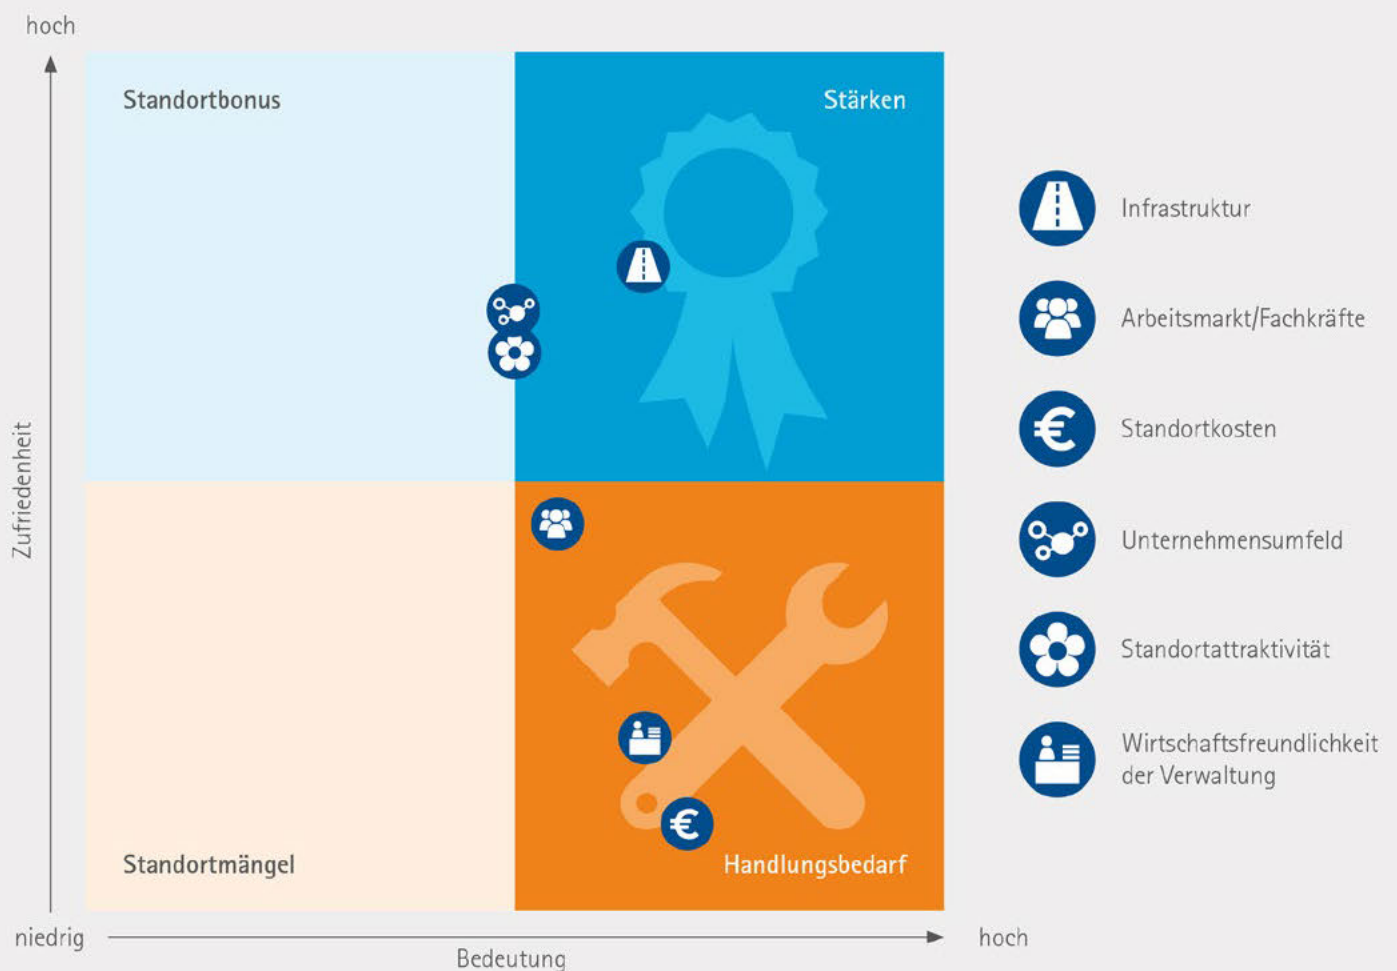 hoch
Standortbonus
Stärken
Zufriedenheit
Standortmängel
Handlungsbedarf
niedrig
Bedeutung
hoch
Infrastruktur
Arbeitsmarkt/Fachkräfte
Standortkosten
Unternehmensumfeld
Standortattraktivität
Wirtschaftsfreundlichkeit
der Verwaltung